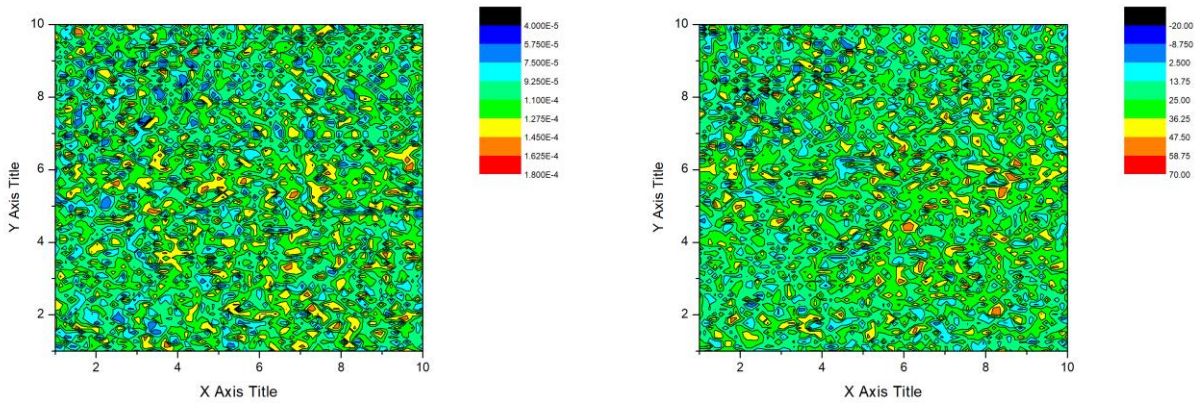 10
8
6
4
2
2
4
6
8
10
Y Axis Title
X Axis Title
4.000E-5
5.750E-5
7.500E-5
9.250E-5
1.100E-4
1.275E-4
1.450E-4
1.625E-4
1.800E-4
10
8
6
4
2
2
4
6
8
10
Y Axis Title
X Axis Title
-20.00
-8.750
2.500
13.75
25.00
36.25
47.50
58.75
70.00